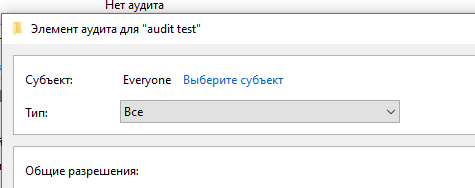 Нет аудита
Элемент аудита для "audit test"
Субъект: Everyone Выберите субъект
Тип: Все
Общие разрешения: